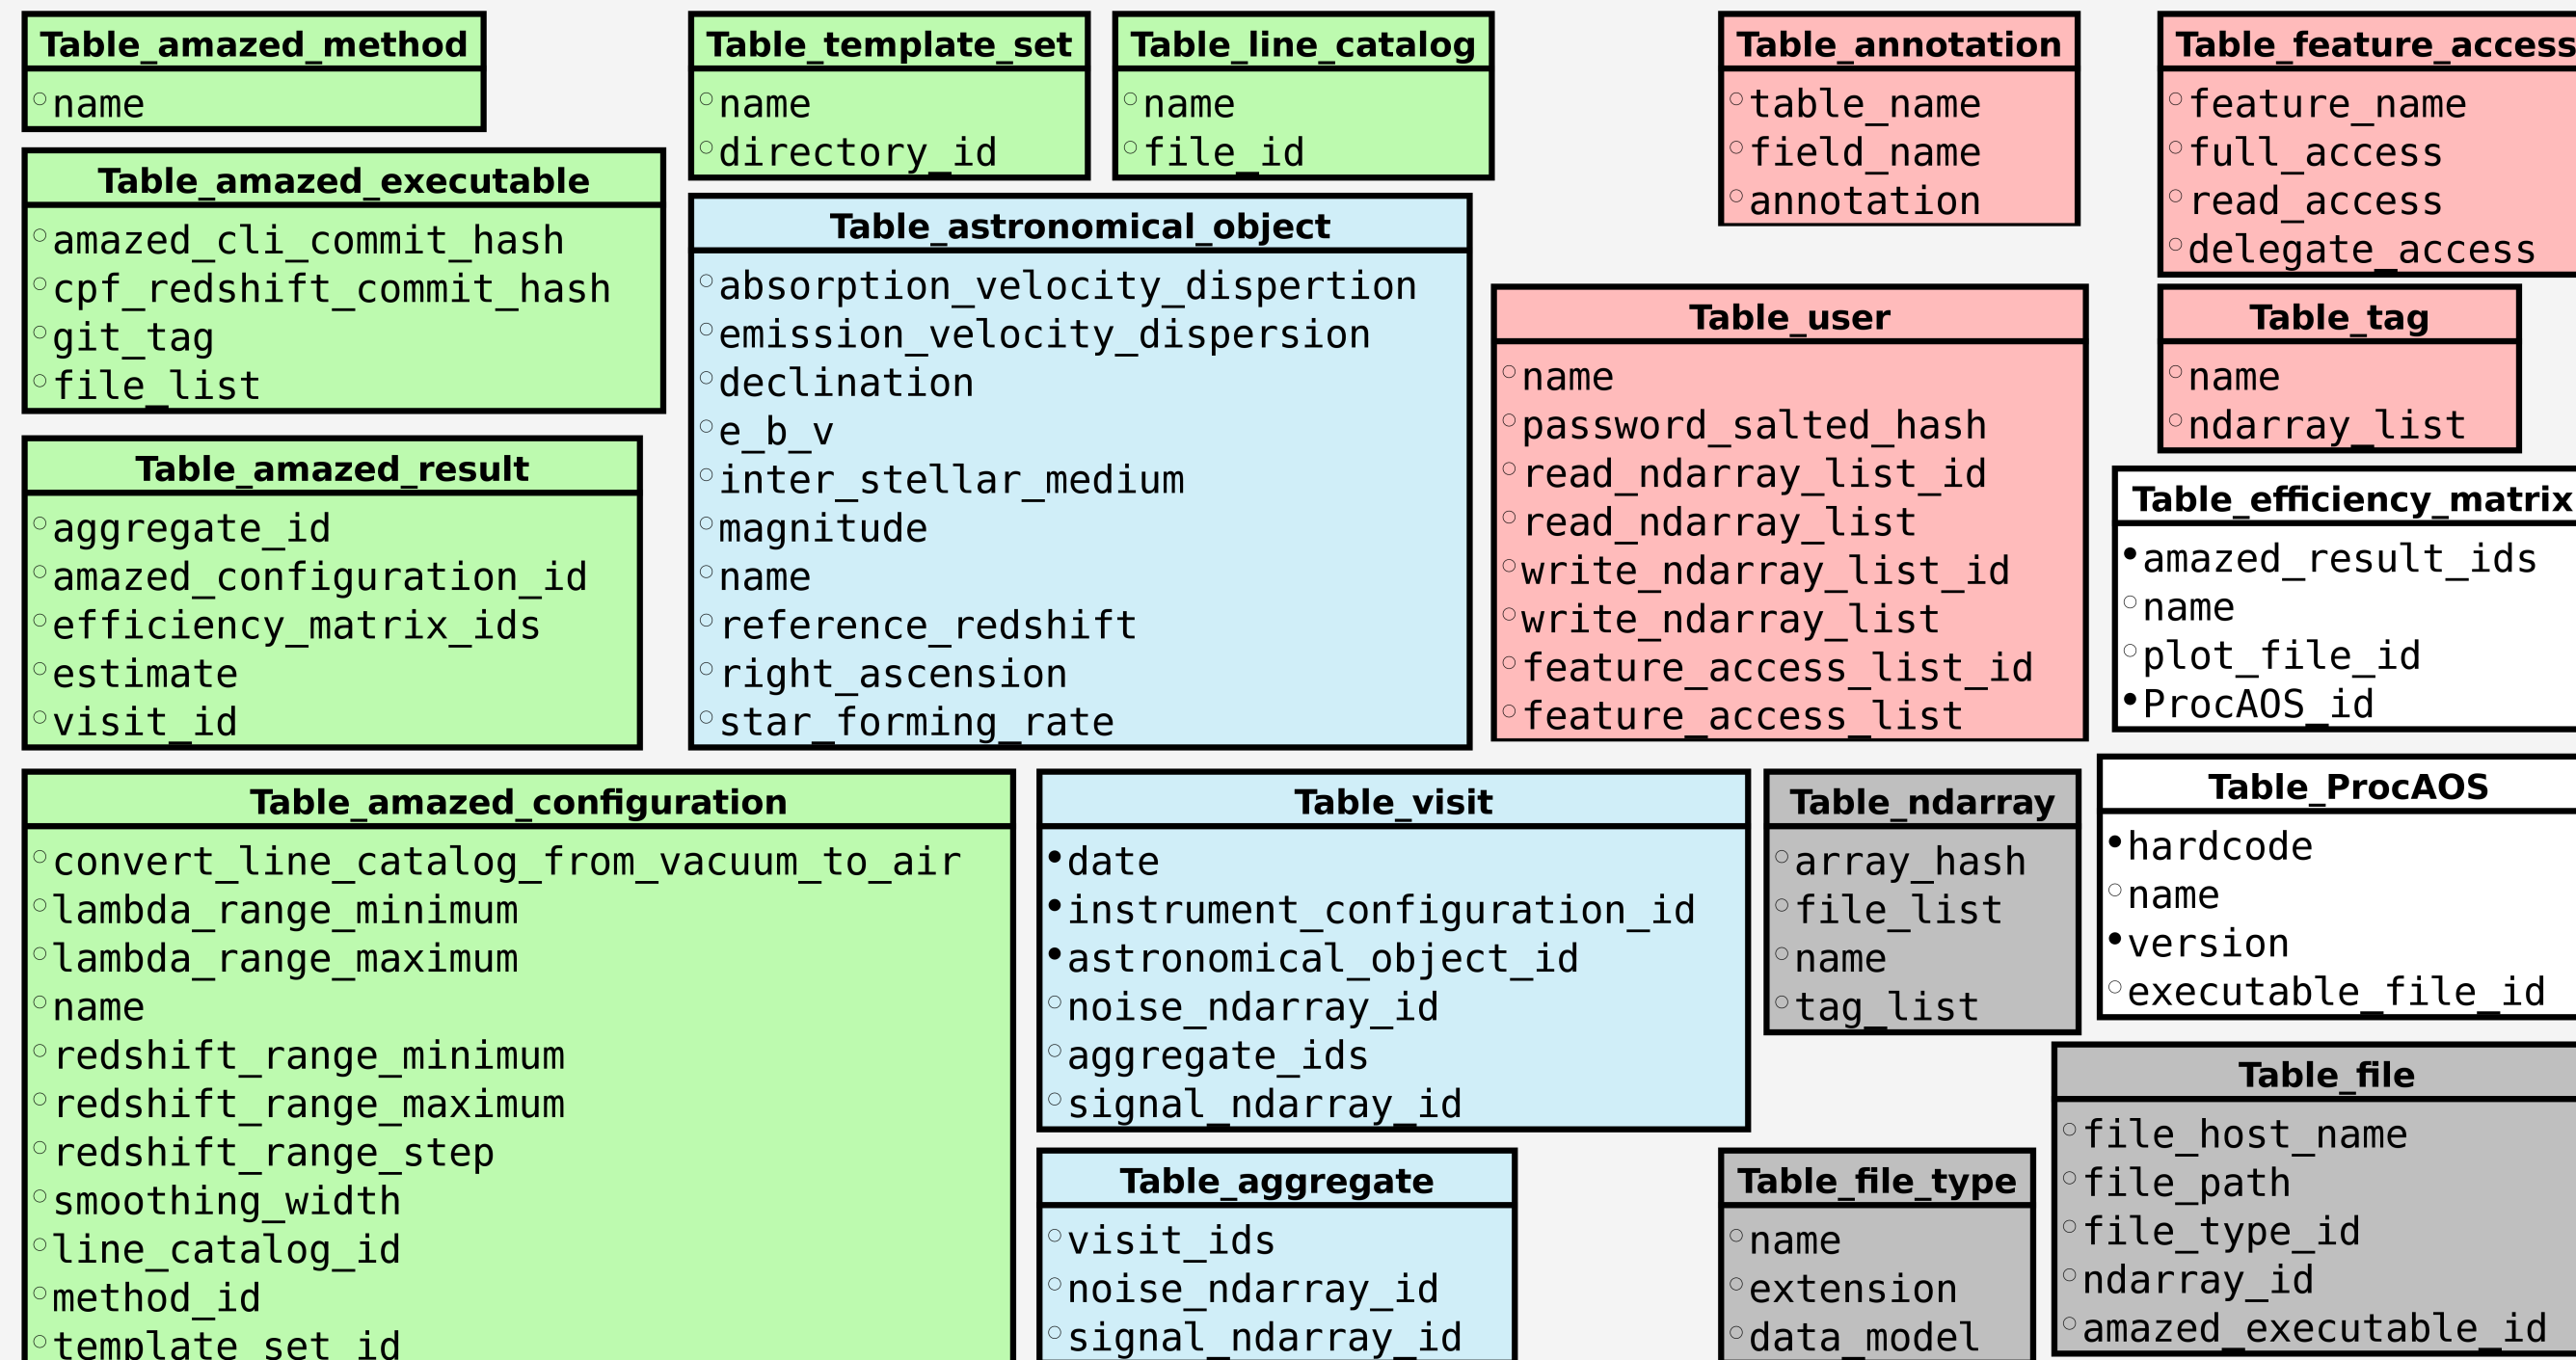 Table_amazed_method
name
Table_template_set
name
directory_id
Table_line_catalog
name
file_id
Table_annotation
table_name
field_name
annotation
Table_feature_access
feature_name
full_access
read_access
delegate_access
Table_amazed_executable
amazed_cli_commit_hash
cpf_redshift_commit_hash
git_tag
file_list
Table_astronomical_object
absorption_velocity_dispertion
emission_velocity_dispersion
declination
e_b_v
inter_stellar_medium
magnitude
name
reference_redshift
right_ascension
star_forming_rate
Table_user
name
password_salted_hash
read_ndarray_list_id
read_ndarray_list
write_ndarray_list_id
write_ndarray_list
feature_access_list_id
feature_access_list
Table_tag
name
ndarray_list
Table_amazed_result
aggregate_id
amazed_configuration_id
efficiency_matrix_ids
estimate
visit_id
Table_efficiency_matrix
amazed_result_ids
name
plot_file_id
ProcAOS_id
Table_amazed_configuration
convert_line_catalog_from_vacuum_to_air
lambda_range_minimum
lambda_range_maximum
name
redshift_range_minimum
redshift_range_maximum
redshift_range_step
smoothing_width
line_catalog_id
method_id
template_set_id
Table_visit
date
instrument_configuration_id
astronomical_object_id
noise_ndarray_id
aggregate_ids
signal_ndarray_id
Table_ndarray
array_hash
file_list
name
tag_list
Table_ProcAOS
hardcode
name
version
executable_file_id
Table_aggregate
visit_ids
noise_ndarray_id
signal_ndarray_id
Table_file_type
name
extension
data_model
Table_file
file_host_name
file_path
file_type_id
ndarray_id
amazed_executable_id